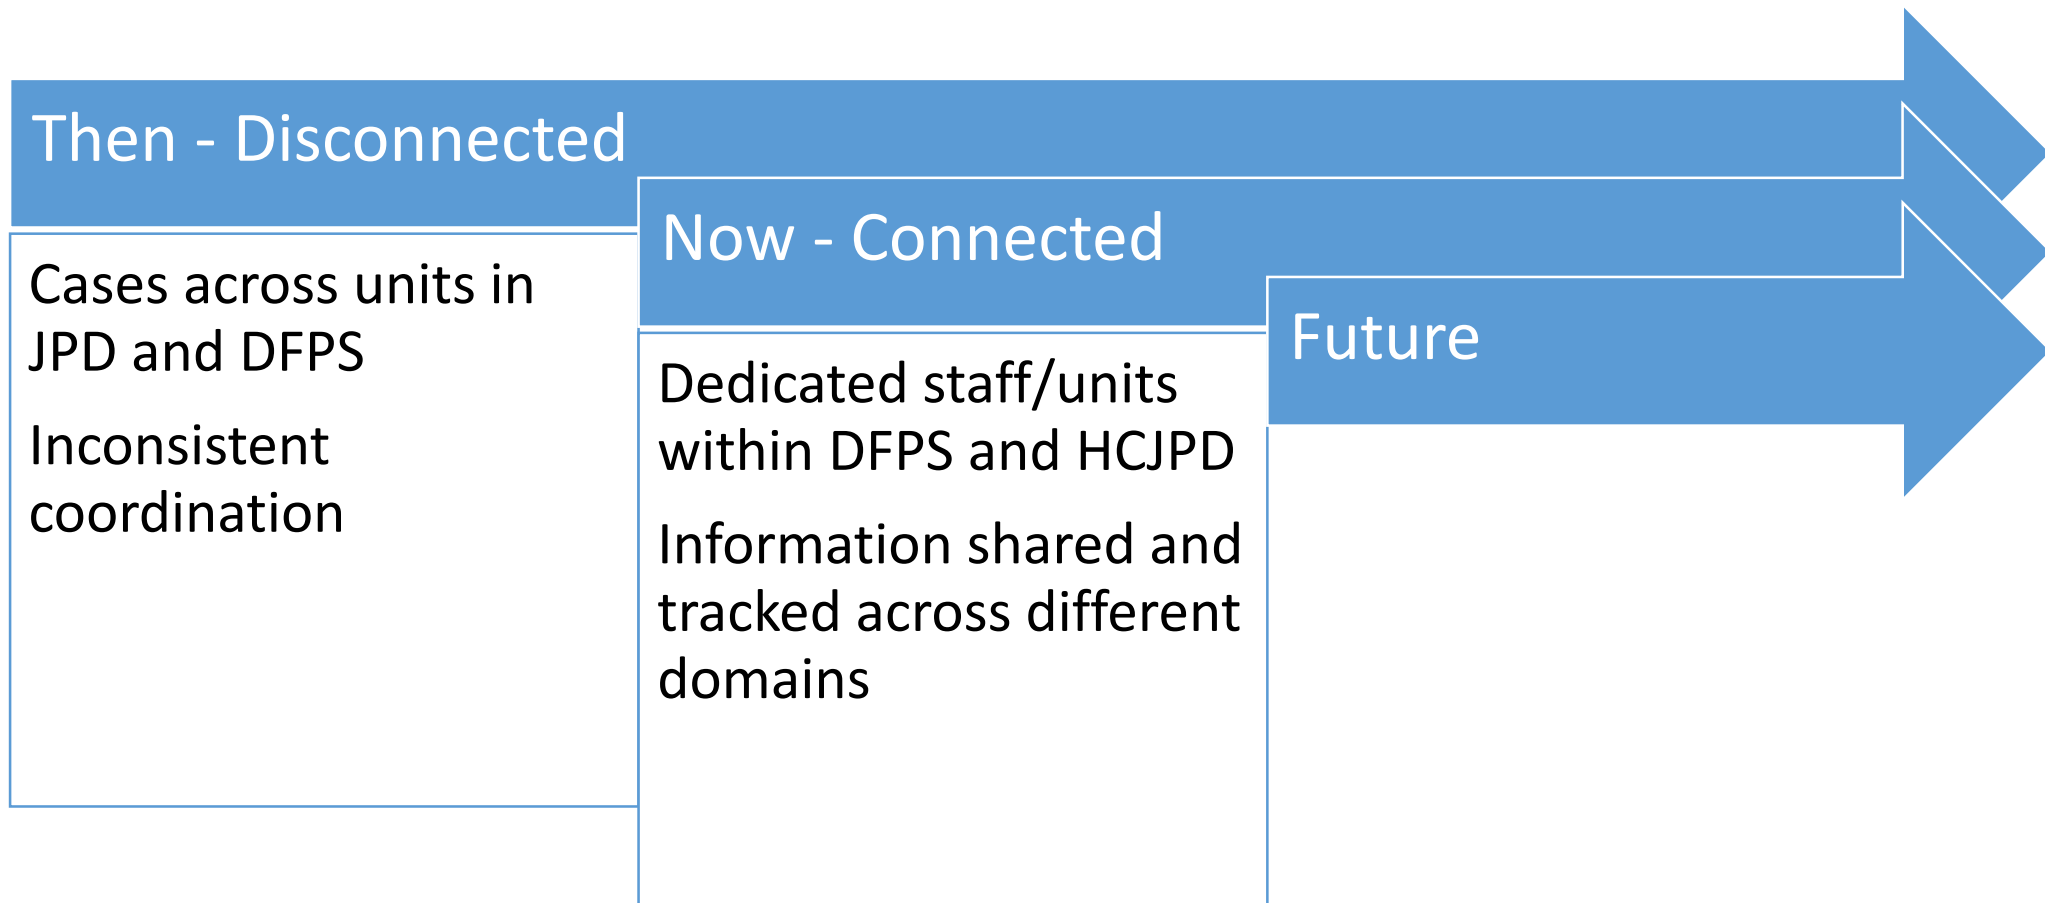 Then - Disconnected
Cases across units in
JPD and DFPS
Inconsistent
coordination
Now - Connected
Dedicated staff/units
within DFPS and HCJPD
Information shared and
tracked across different
domains
Future